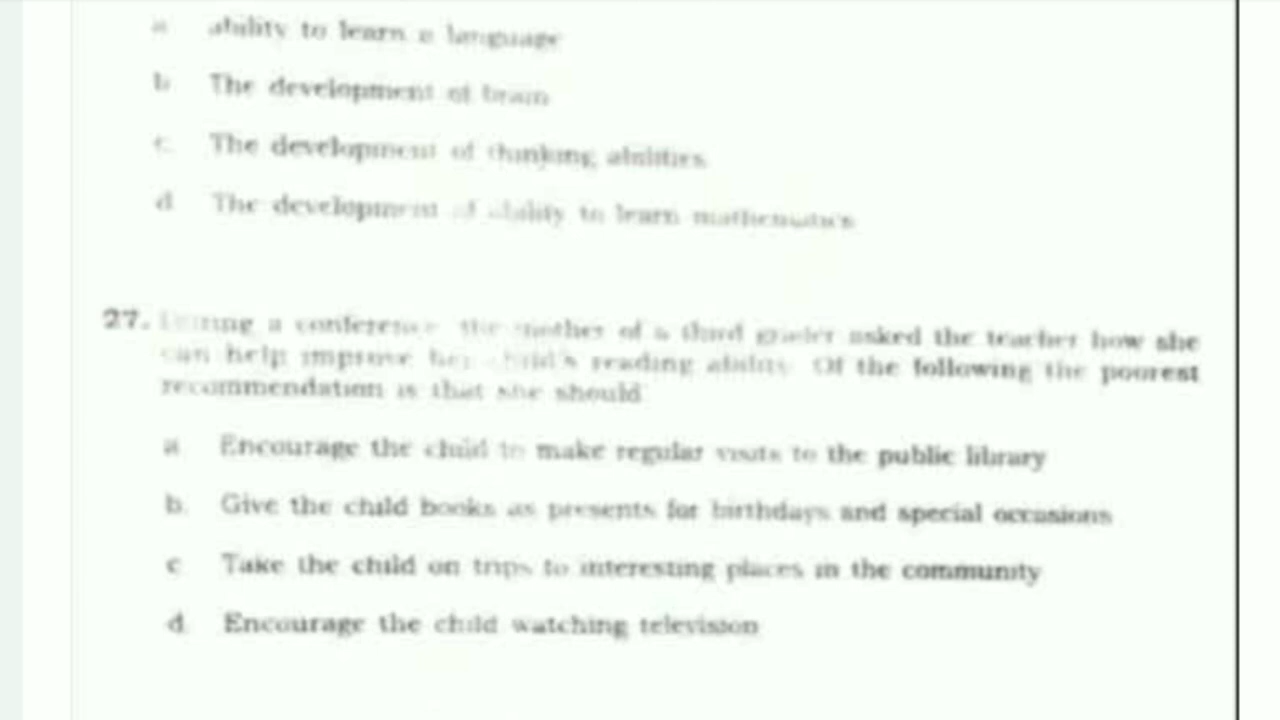 a ability to learn a language
b The development of brain
c. The development of thinking abilities
d The development of ability to learn mathematics
27. During a conference the mother of a third grader asked the teacher how she
can help improve her child's reading ability. Of the following the poorest
recommendation is that she should
a Encourage the child to make regular visits to the public library
b. Give the child books as presents for birthdays and special occasions
c Take the child on trips to interesting places in the community
d. Encourage the child watching television